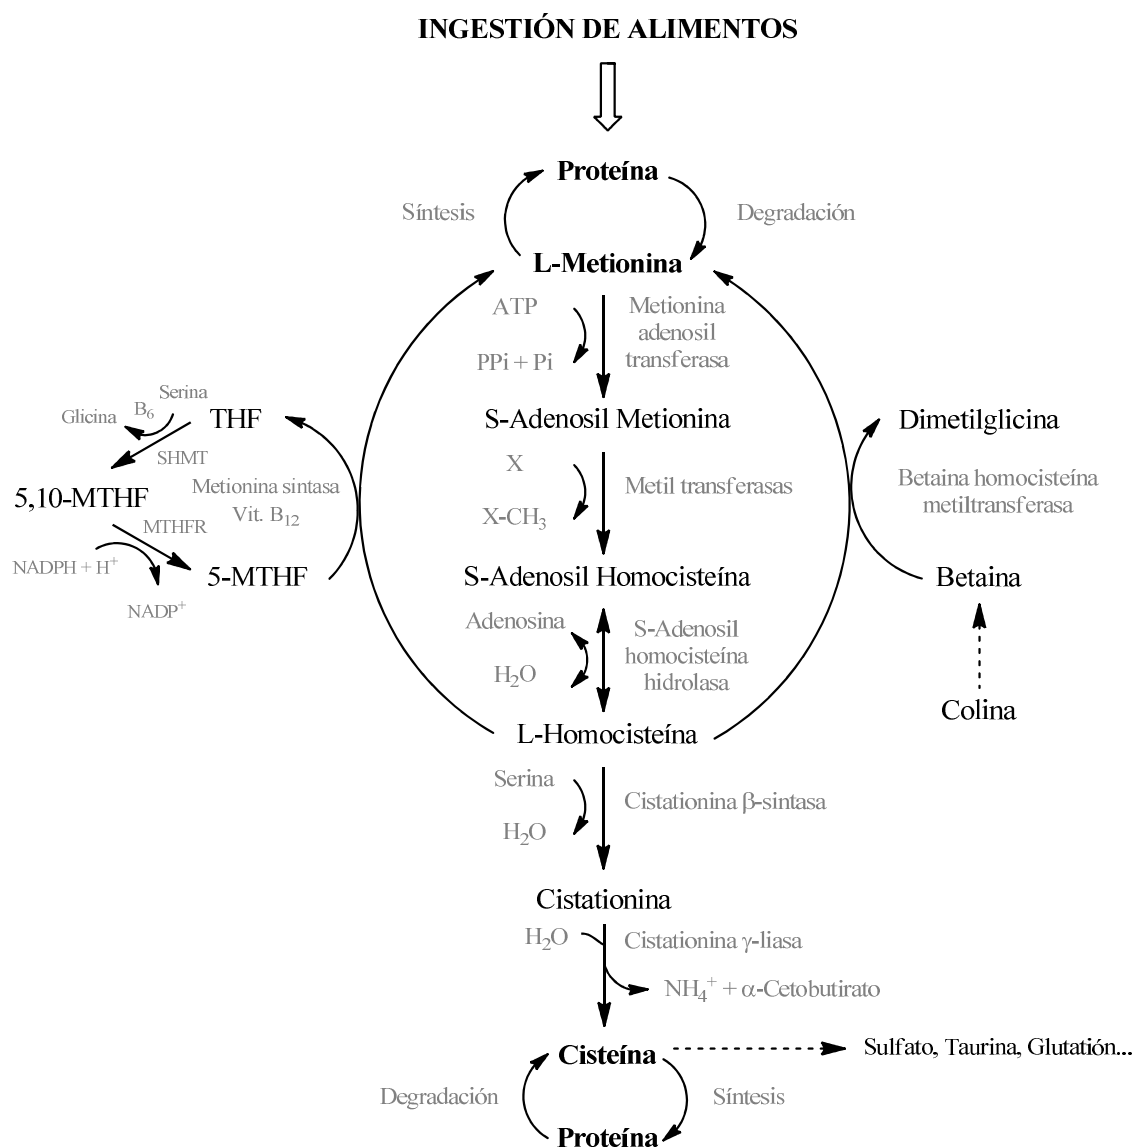 INGESTIÓN DE ALIMENTOS
Proteína
Síntesis
Degradación
L-Metionina
ATP
PPi + Pi
Metionina
adenosil
transferasa
S-Adenosil Metionina
X
X-CH₃
Metil transferasas
S-Adenosil Homocisteína
Adenosina
H₂O
S-Adenosil
homocisteína
hidrolasa
L-Homocisteína
Serina
Glicina
B₆
THF
SHMT
5,10-MTHF
Metionina sintasa
Vit. B₁₂
MTHFR
NADPH + H⁺
5-MTHF
NADP⁺
Dimetilglicina
Betaina homocisteína
metiltransferasa
Betaina
Colina
Serina
H₂O
Cistationina β-sintasa
Cistationina
H₂O
Cistationina γ-liasa
NH₄⁺ + α-Cetobutirato
Cisteína
Sulfato, Taurina, Glutatión...
Degradación
Síntesis
Proteína